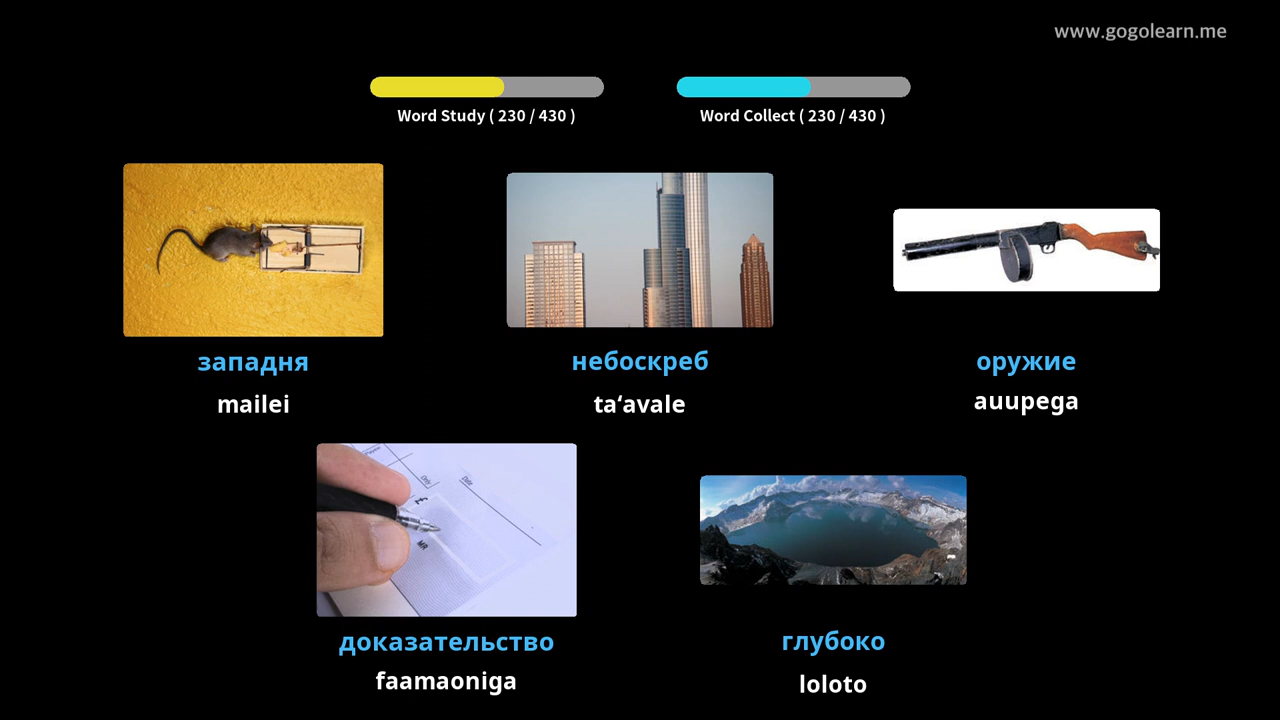 www.gogolearn.me
Word Study ( 230 / 430 )
Word Collect ( 230 / 430 )
западня
mailei
небоскреб
ta‘avale
оружие
auupega
доказательство
faamaoniga
глубоко
loloto